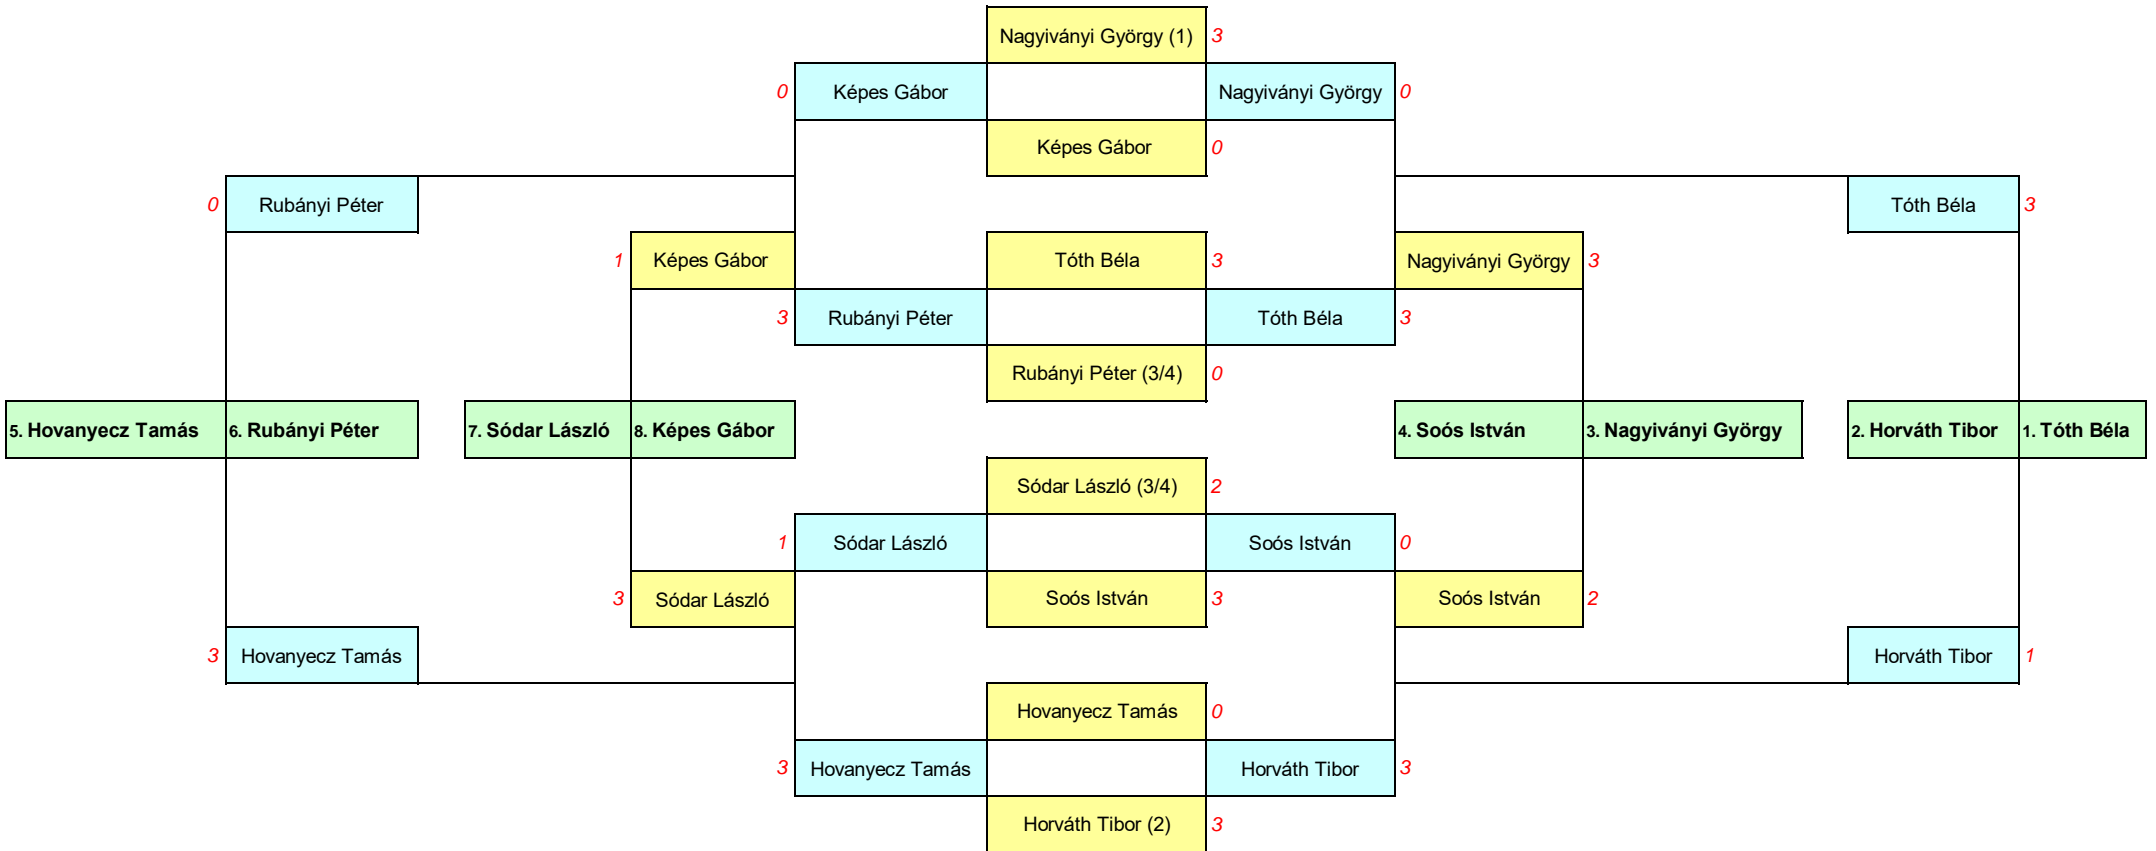 Nagyiványi György (1) 3
0 Képes Gábor Nagyiványi György 0
Képes Gábor 0
0 Rubányi Péter Tóth Béla 3
1 Képes Gábor Tóth Béla 3 Nagyiványi György 3
3 Rubányi Péter Tóth Béla 3
Rubányi Péter (3/4) 0
5. Hovanyecz Tamás 6. Rubányi Péter 7. Sódar László 8. Képes Gábor 4. Soós István 3. Nagyiványi György 2. Horváth Tibor 1. Tóth Béla
Sódar László (3/4) 2
1 Sódar László Soós István 0
3 Sódar László Soós István 3 Soós István 2
3 Hovanyecz Tamás Horváth Tibor 1
Hovanyecz Tamás 0
3 Hovanyecz Tamás Horváth Tibor 3
Horváth Tibor (2) 3